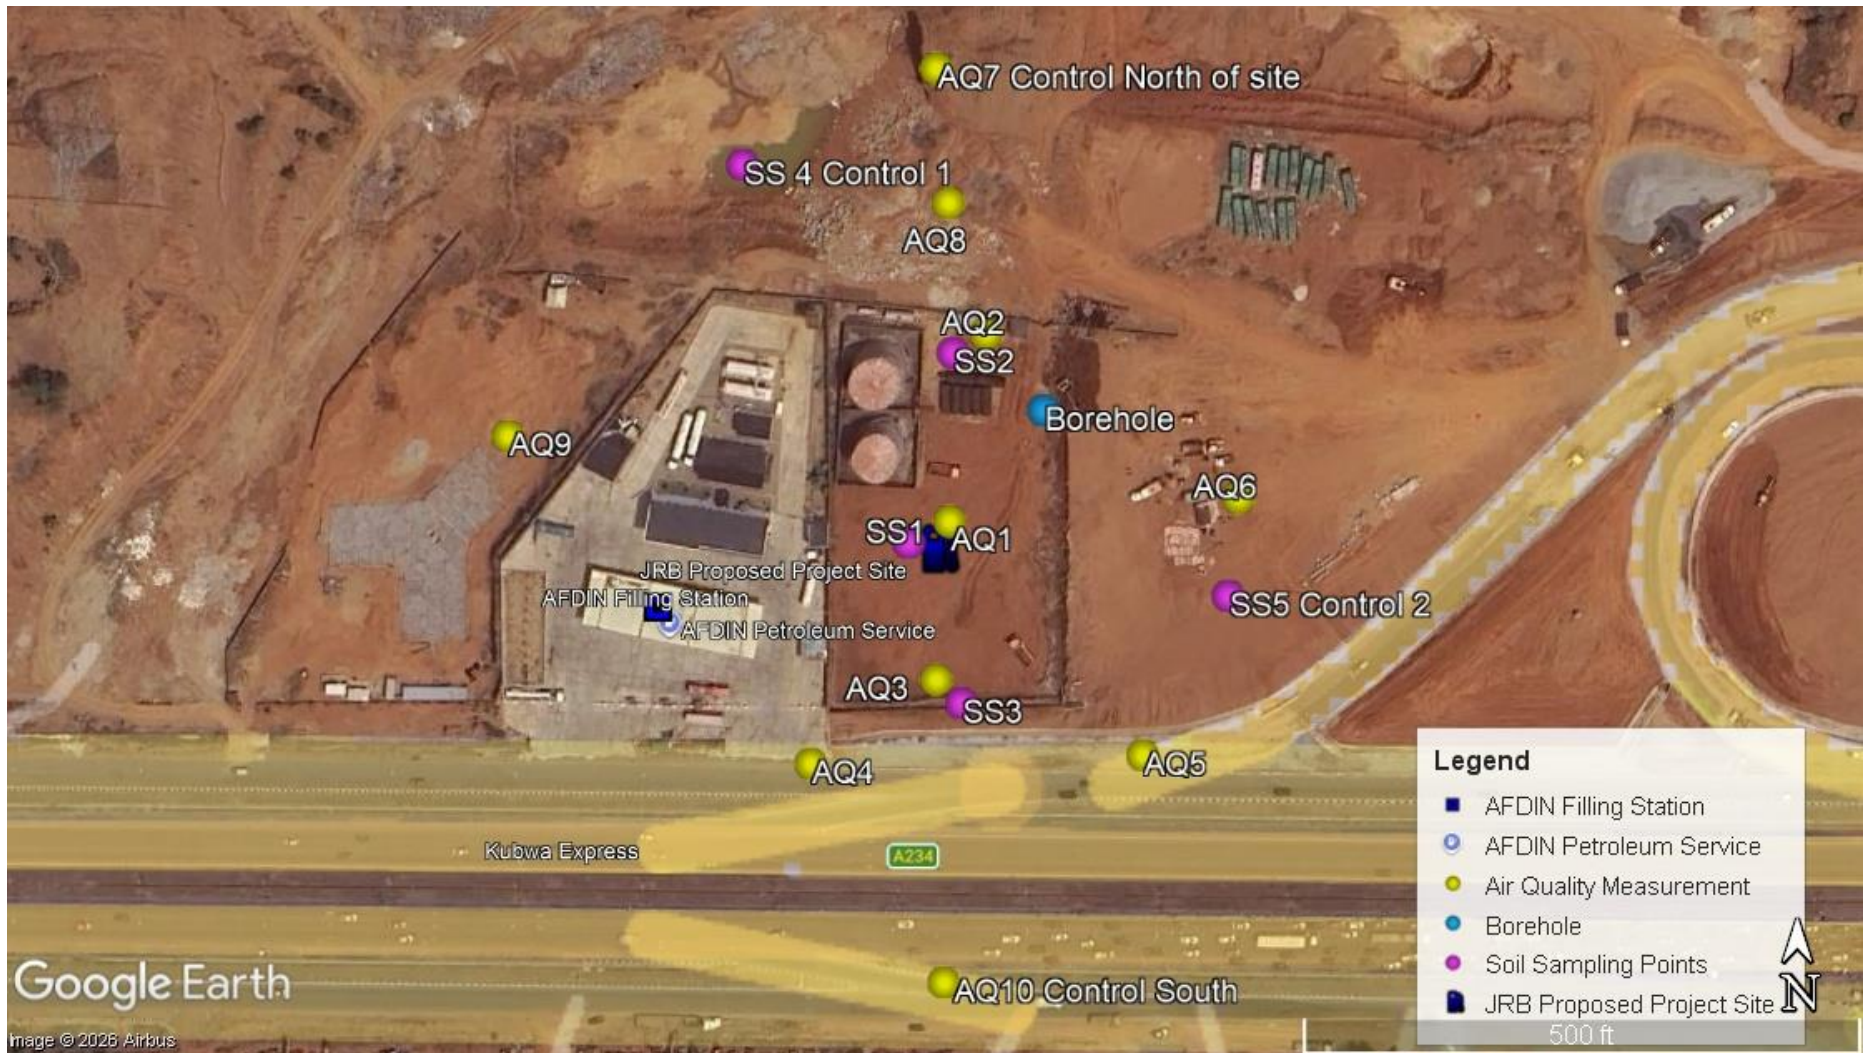 AQ7 Control North of site
SS 4 Control 1
AQ8
AQ2
SS2
Borehole
AQ9
AQ6
SS1
AQ1
JRB Proposed Project Site
AFDIN Filling Station
SS5 Control 2
AFDIN Petroleum Service
AQ3
SS3
AQ4
AQ5
Kubwa Express
A234
AQ10 Control South
Legend
AFDIN Filling Station
AFDIN Petroleum Service
Air Quality Measurement
Borehole
Soil Sampling Points
JRB Proposed Project Site
N
500 ft
Google Earth
Image © 2026 Airbus